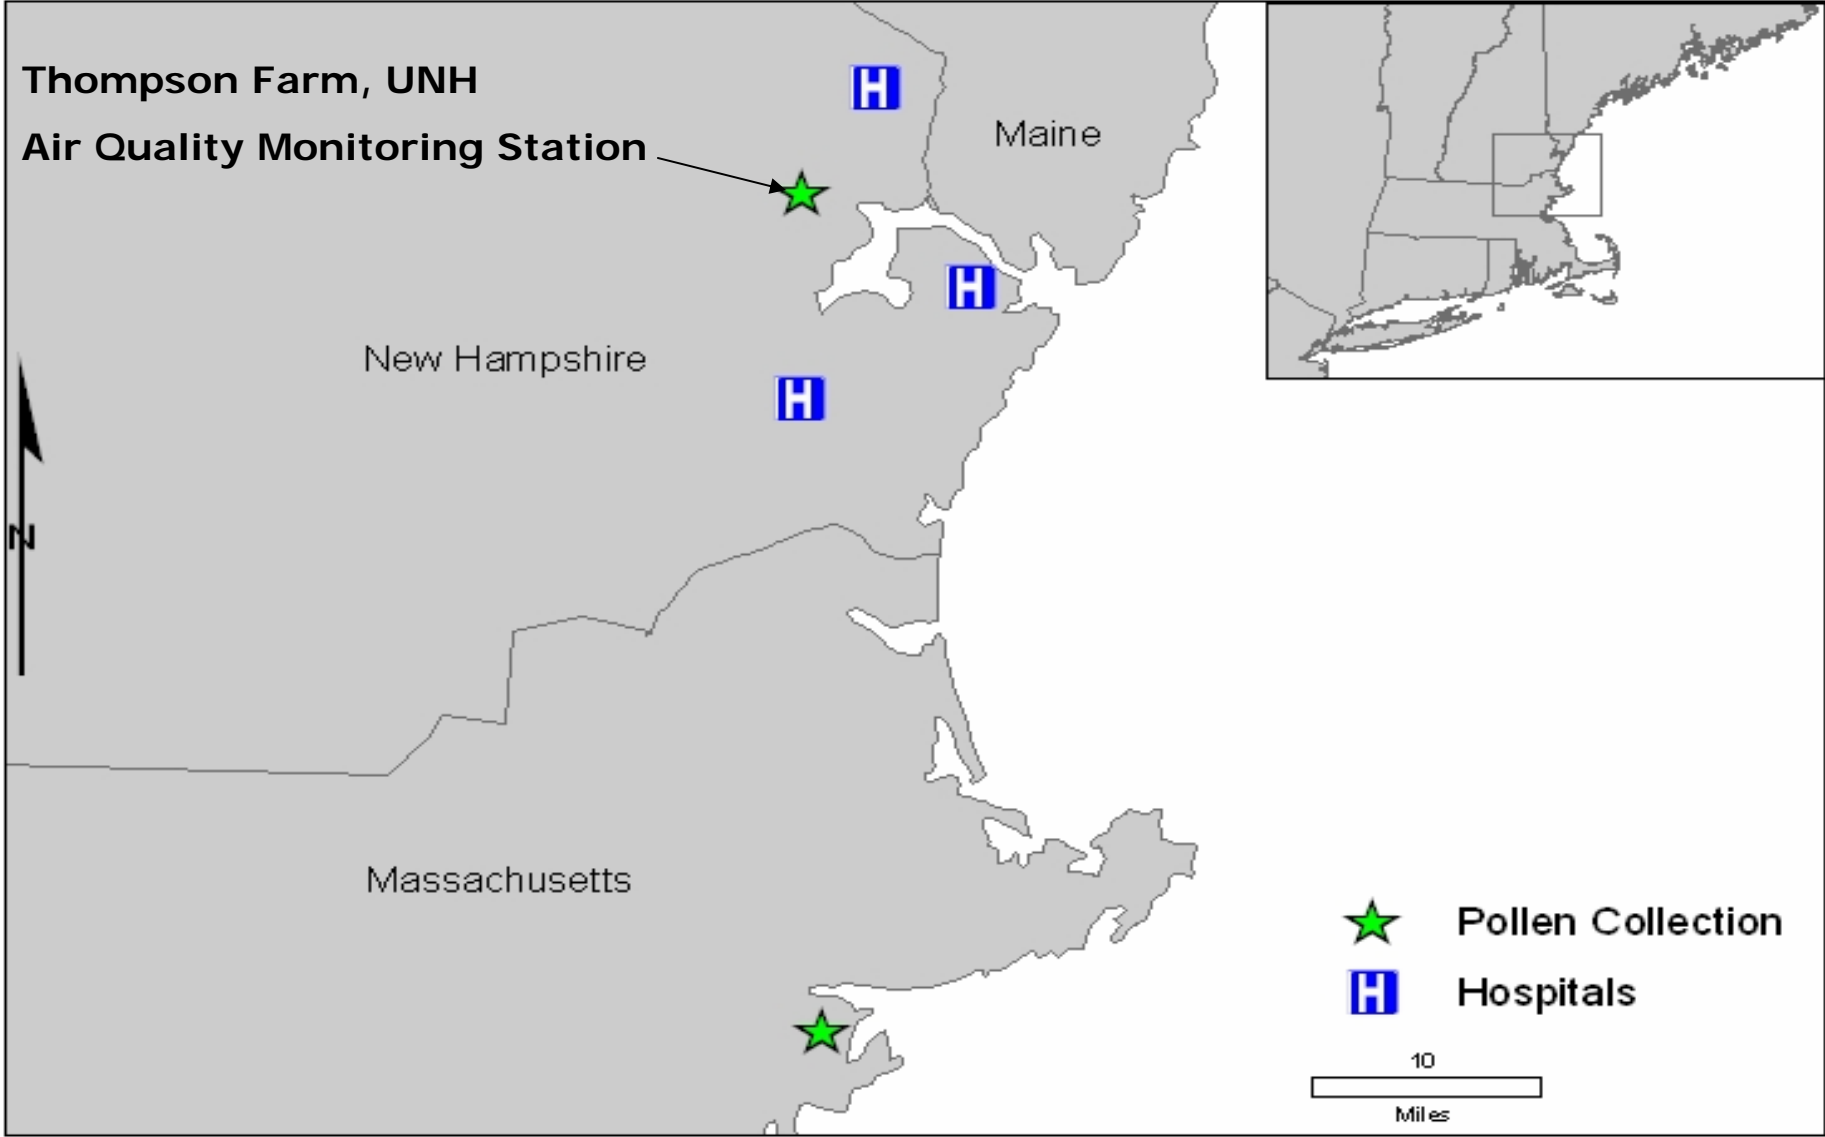 Thompson Farm, UNH
Air Quality Monitoring Station
H
Maine
H
New Hampshire
H
N
Massachusetts
Pollen Collection
H Hospitals
10
Miles